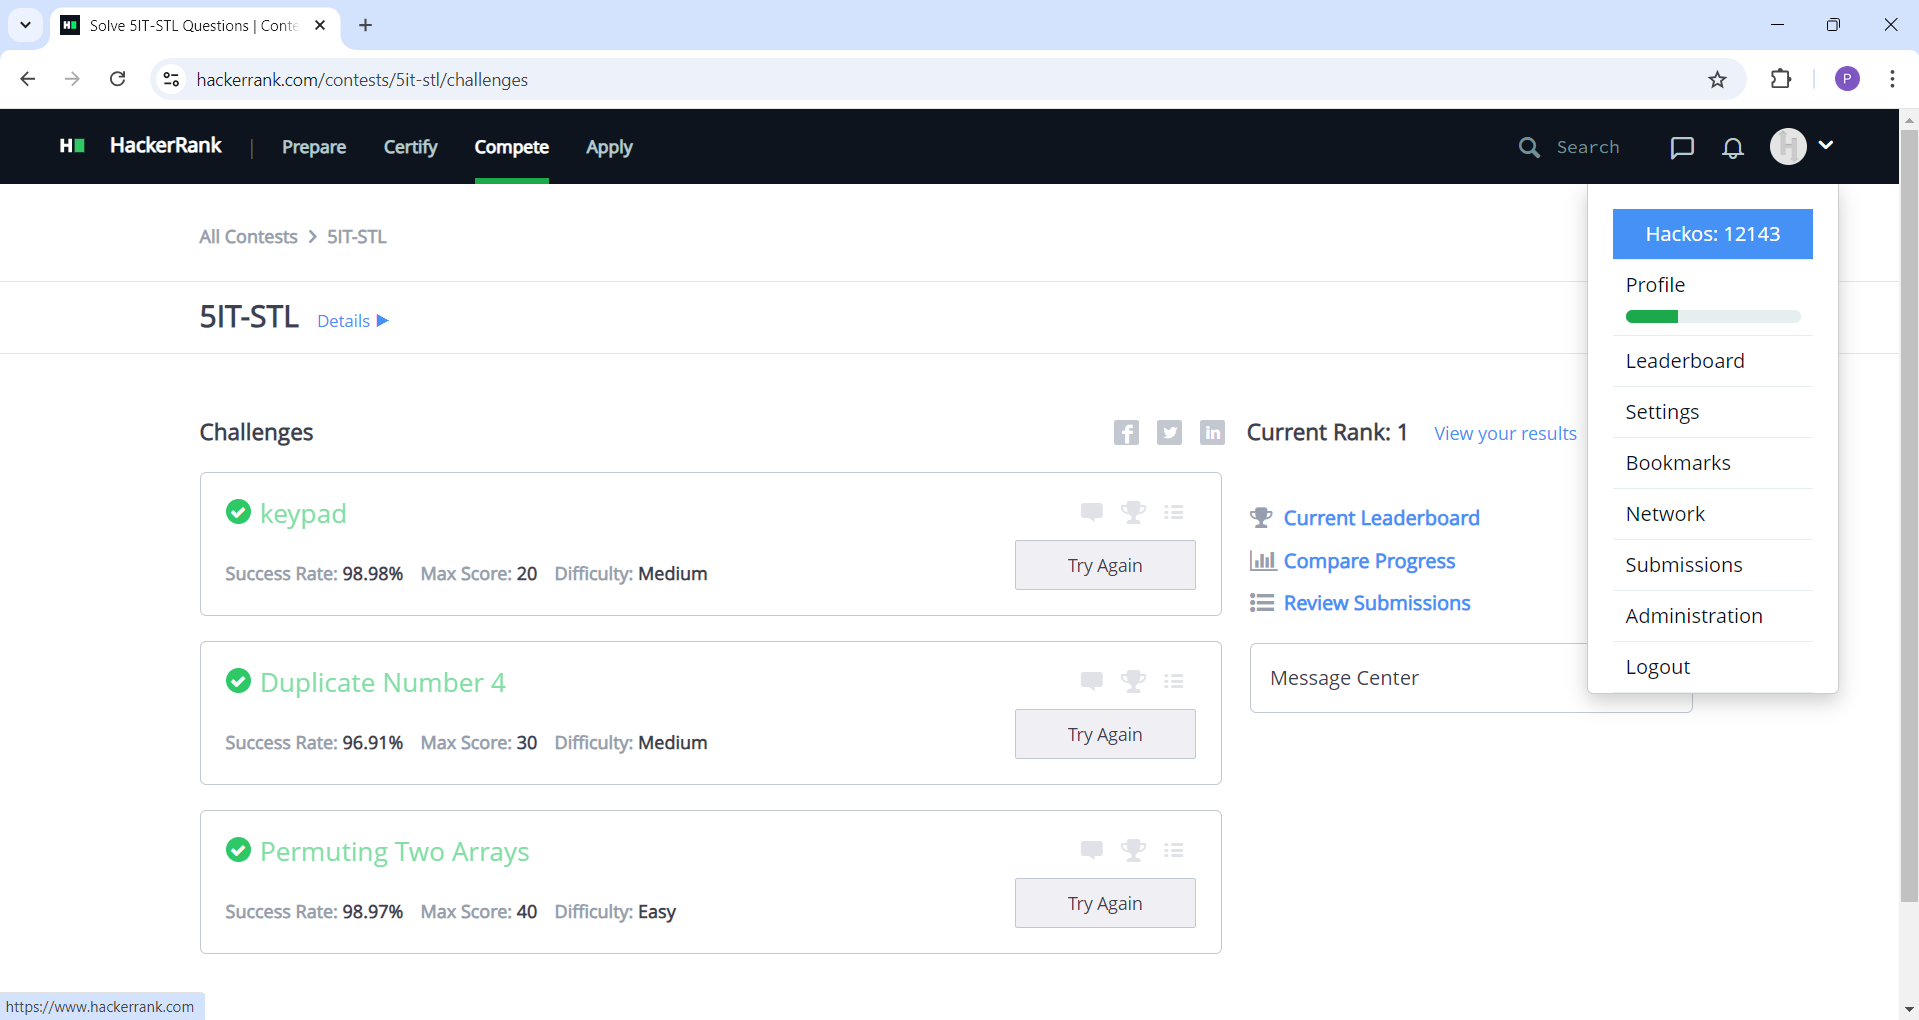 Solve 5IT-STL Questions | Conte
hackerrank.com/contests/5it-stl/challenges
P
H
HackerRank | Prepare Certify Compete Apply Search
H
All Contests > 5IT-STL
5IT-STL Details
Challenges
Current Rank: 1 View your results
keypad
Success Rate: 98.98% Max Score: 20 Difficulty: Medium
Try Again
Duplicate Number 4
Success Rate: 96.91% Max Score: 30 Difficulty: Medium
Try Again
Permuting Two Arrays
Success Rate: 98.97% Max Score: 40 Difficulty: Easy
Try Again
Current Leaderboard
Compare Progress
Review Submissions
Message Center
Hackos: 12143
Profile
Leaderboard
Settings
Bookmarks
Network
Submissions
Administration
Logout
https://www.hackerrank.com